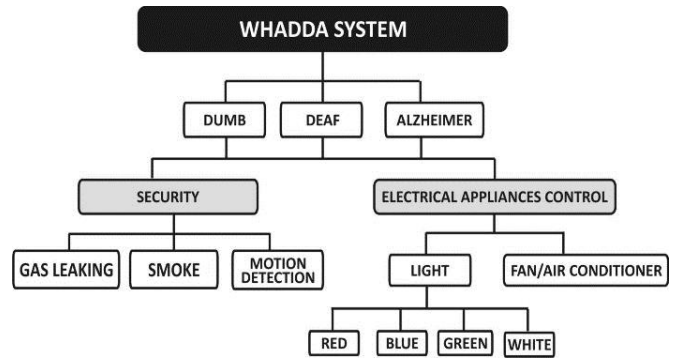 WHADDA SYSTEM
DUMB
DEAF
ALZHEIMER
SECURITY
ELECTRICAL APPLIANCES CONTROL
GAS LEAKING
SMOKE
MOTION
DETECTION
LIGHT
FAN/AIR CONDITIONER
RED
BLUE
GREEN
WHITE